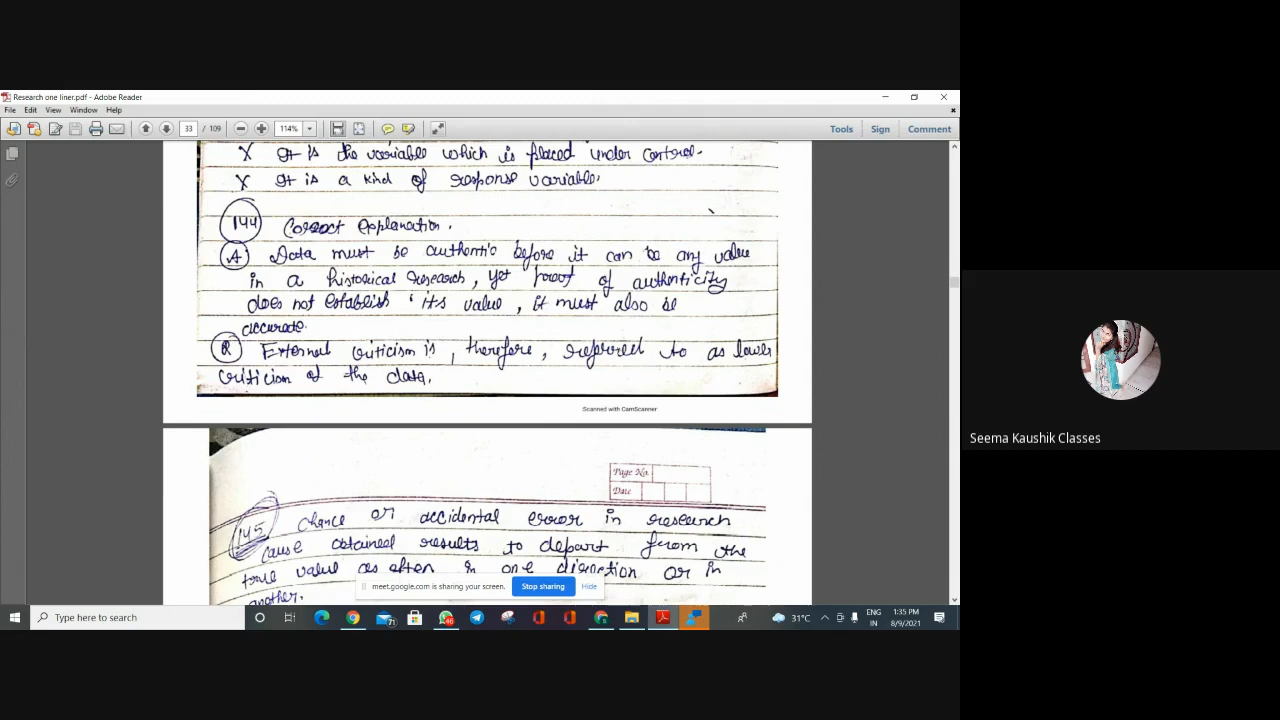 Research one liner.pdf - Adobe Reader
File Edit View Window Help
33 / 109 114% Tools Sign Comment
X It is the variable which is placed under control.
X It is a kind of response variable.
144 Correct explanation.
A Data must be authentic before it can be any value
in a historical research, yet proof of authenticity
does not establish its value, it must also be
accurate.
R External criticism is, therefore, referred to as lower
criticism of the data.
Scanned with CamScanner
Page No.
Date
145 Chance or accidental error in research
cause obtained results to depart from the
true value as often in one direction or in
another.
meet.google.com is sharing your screen. Stop sharing Hide
Seema Kaushik Classes
Type here to search
71
31°C
ENG
IN
1:35 PM
8/9/2021